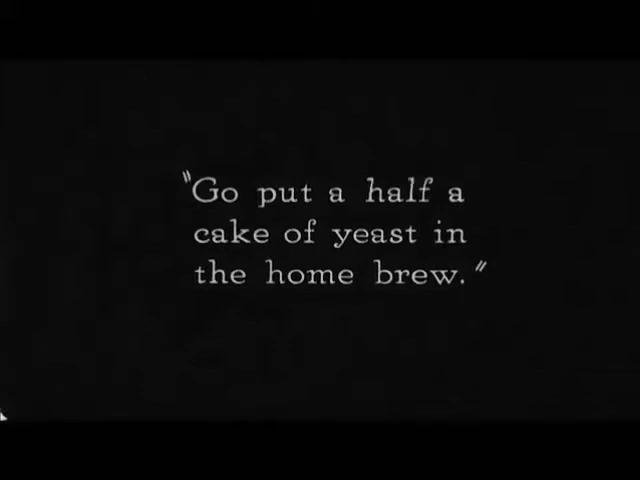 "Go put a half a
cake of yeast in
the home brew."